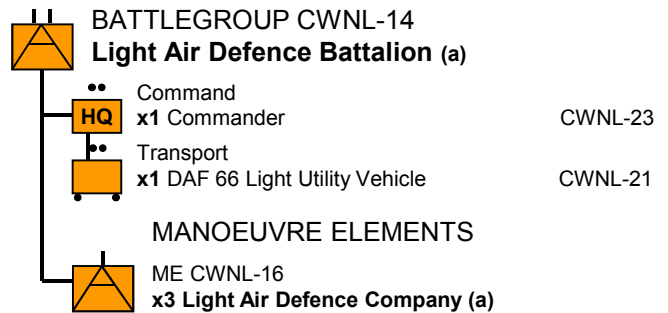 BATTLEGROUP CWNL-14
Light Air Defence Battalion (a)
Command
HQ x1 Commander CWNL-23
Transport
x1 DAF 66 Light Utility Vehicle CWNL-21
MANOEUVRE ELEMENTS
ME CWNL-16
x3 Light Air Defence Company (a)